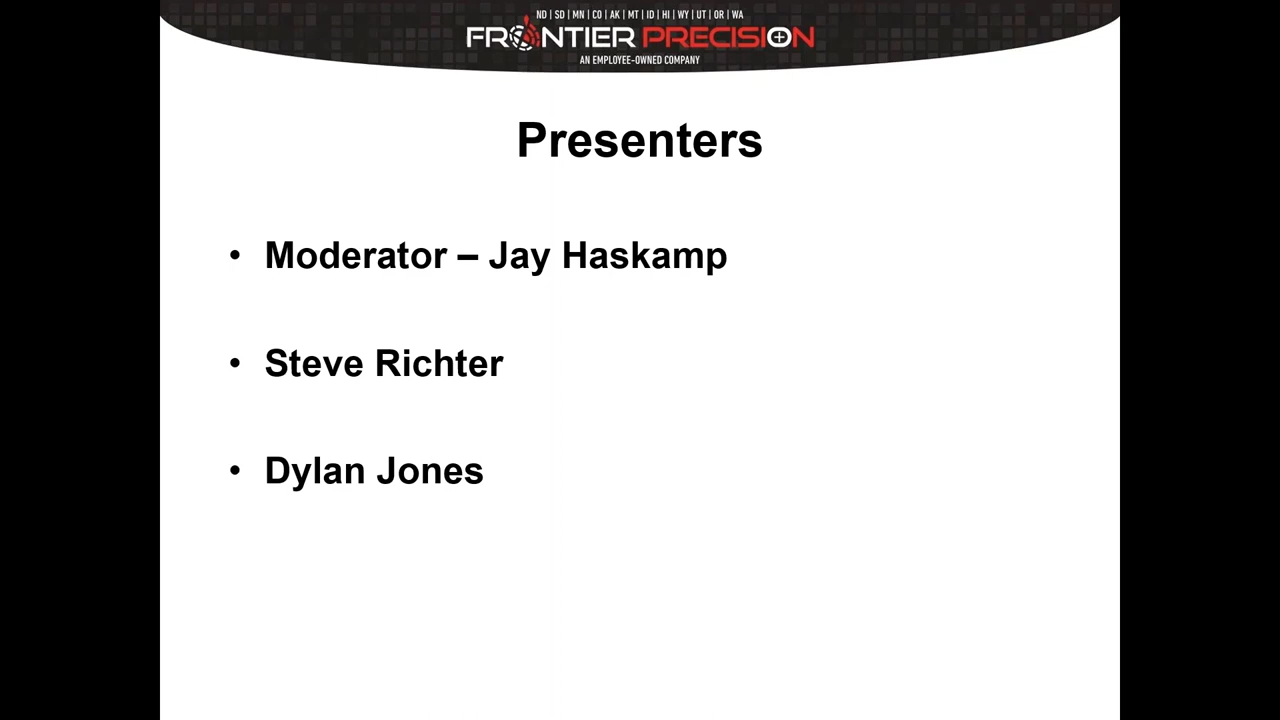 ND | SD | MN | CO | AK | MT | ID | HI | WY | UT | OR | WA
FRONTIER PRECISION
AN EMPLOYEE-OWNED COMPANY
Presenters
• Moderator – Jay Haskamp
• Steve Richter
• Dylan Jones